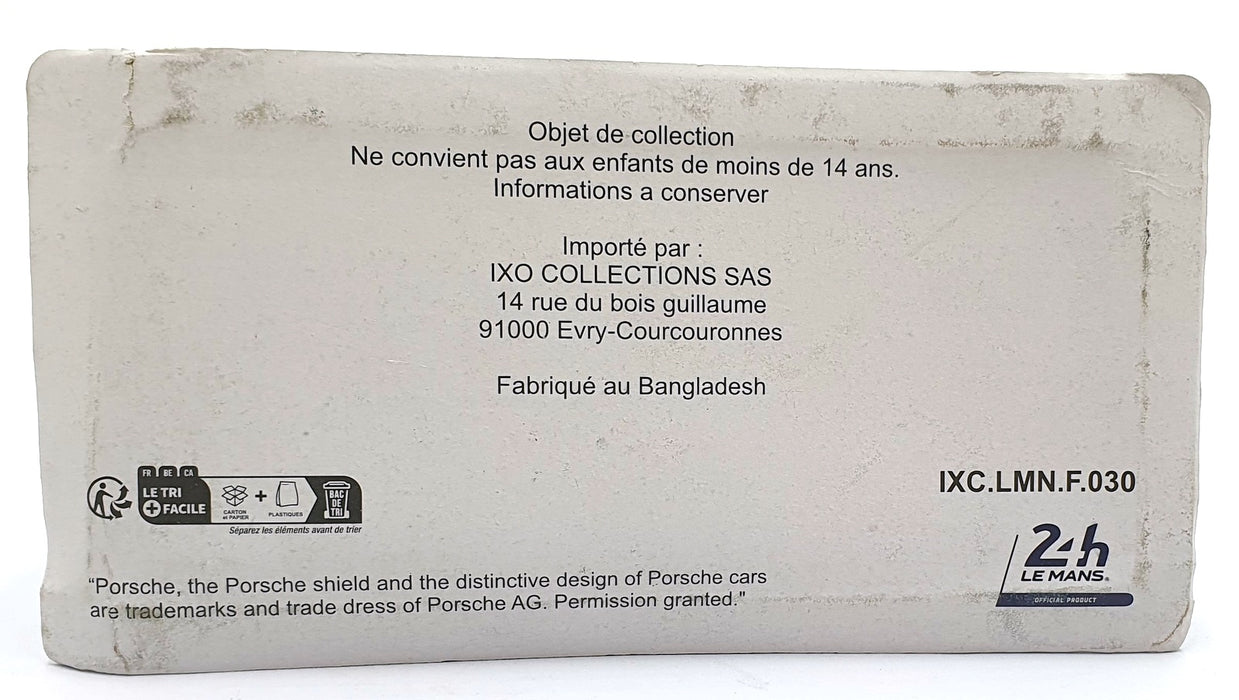 Objet de collection
Ne convient pas aux enfants de moins de 14 ans.
Informations a conserver
Importé par :
IXO COLLECTIONS SAS
14 rue du bois guillaume
91000 Evry-Courcouronnes
Fabriqué au Bangladesh
FR BE CA
LE TRI
+ FACILE
CARTON
et PAPIER
+
PLASTIQUES
BAC
DE
TRI
Séparez les éléments avant de trier
IXC.LMN.F.030
24h
LE MANS®
OFFICIAL PRODUCT
“Porsche, the Porsche shield and the distinctive design of Porsche cars
are trademarks and trade dress of Porsche AG. Permission granted."